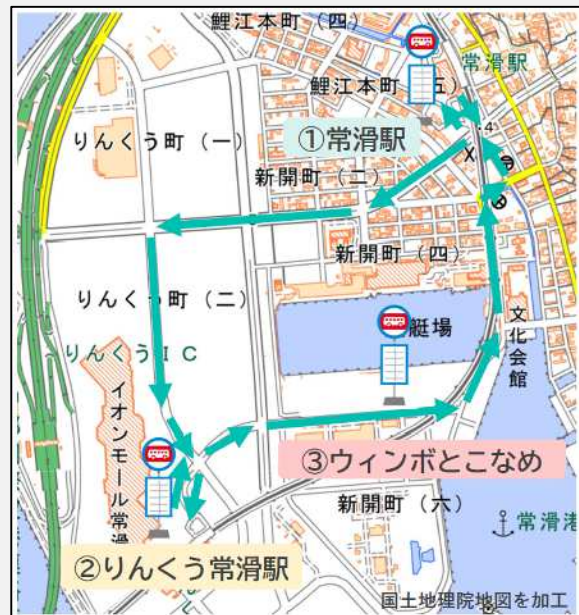 鯉江本町（四）
常滑駅
鯉江本町（五）
りんくう町（一）
①常滑駅
4
新開町（二）
新開町（四）
りんくう町（二）
艇場
文化会館
りんくうＩＣ
イオンモール常滑
③ウィンボとこなめ
新開町（六）
常滑港
②りんくう常滑駅
国土地理院地図を加工